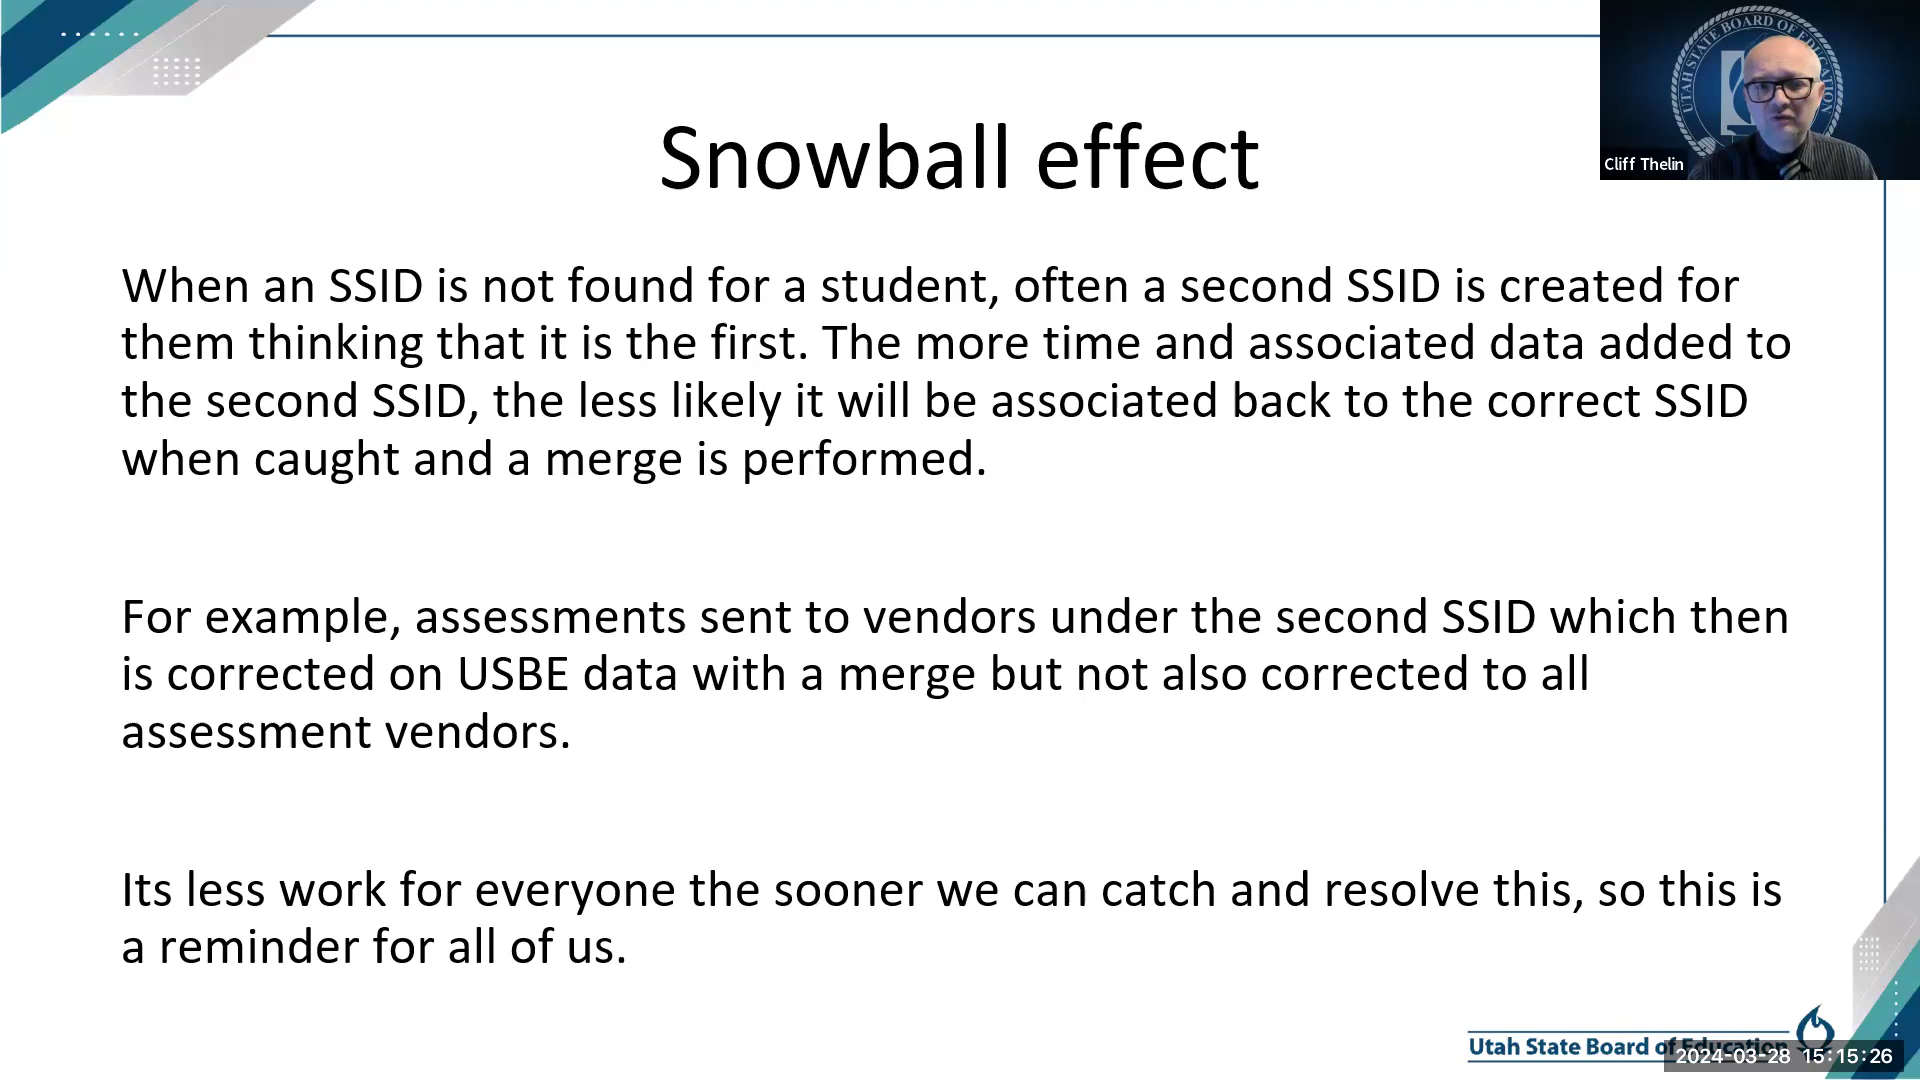 UTAH STATE BOARD OF EDUCATION
Cliff Thelin
Snowball effect
When an SSID is not found for a student, often a second SSID is created for
them thinking that it is the first. The more time and associated data added to
the second SSID, the less likely it will be associated back to the correct SSID
when caught and a merge is performed.
For example, assessments sent to vendors under the second SSID which then
is corrected on USBE data with a merge but not also corrected to all
assessment vendors.
Its less work for everyone the sooner we can catch and resolve this, so this is
a reminder for all of us.
Utah State Board of Education
2024-03-28 15:15:26